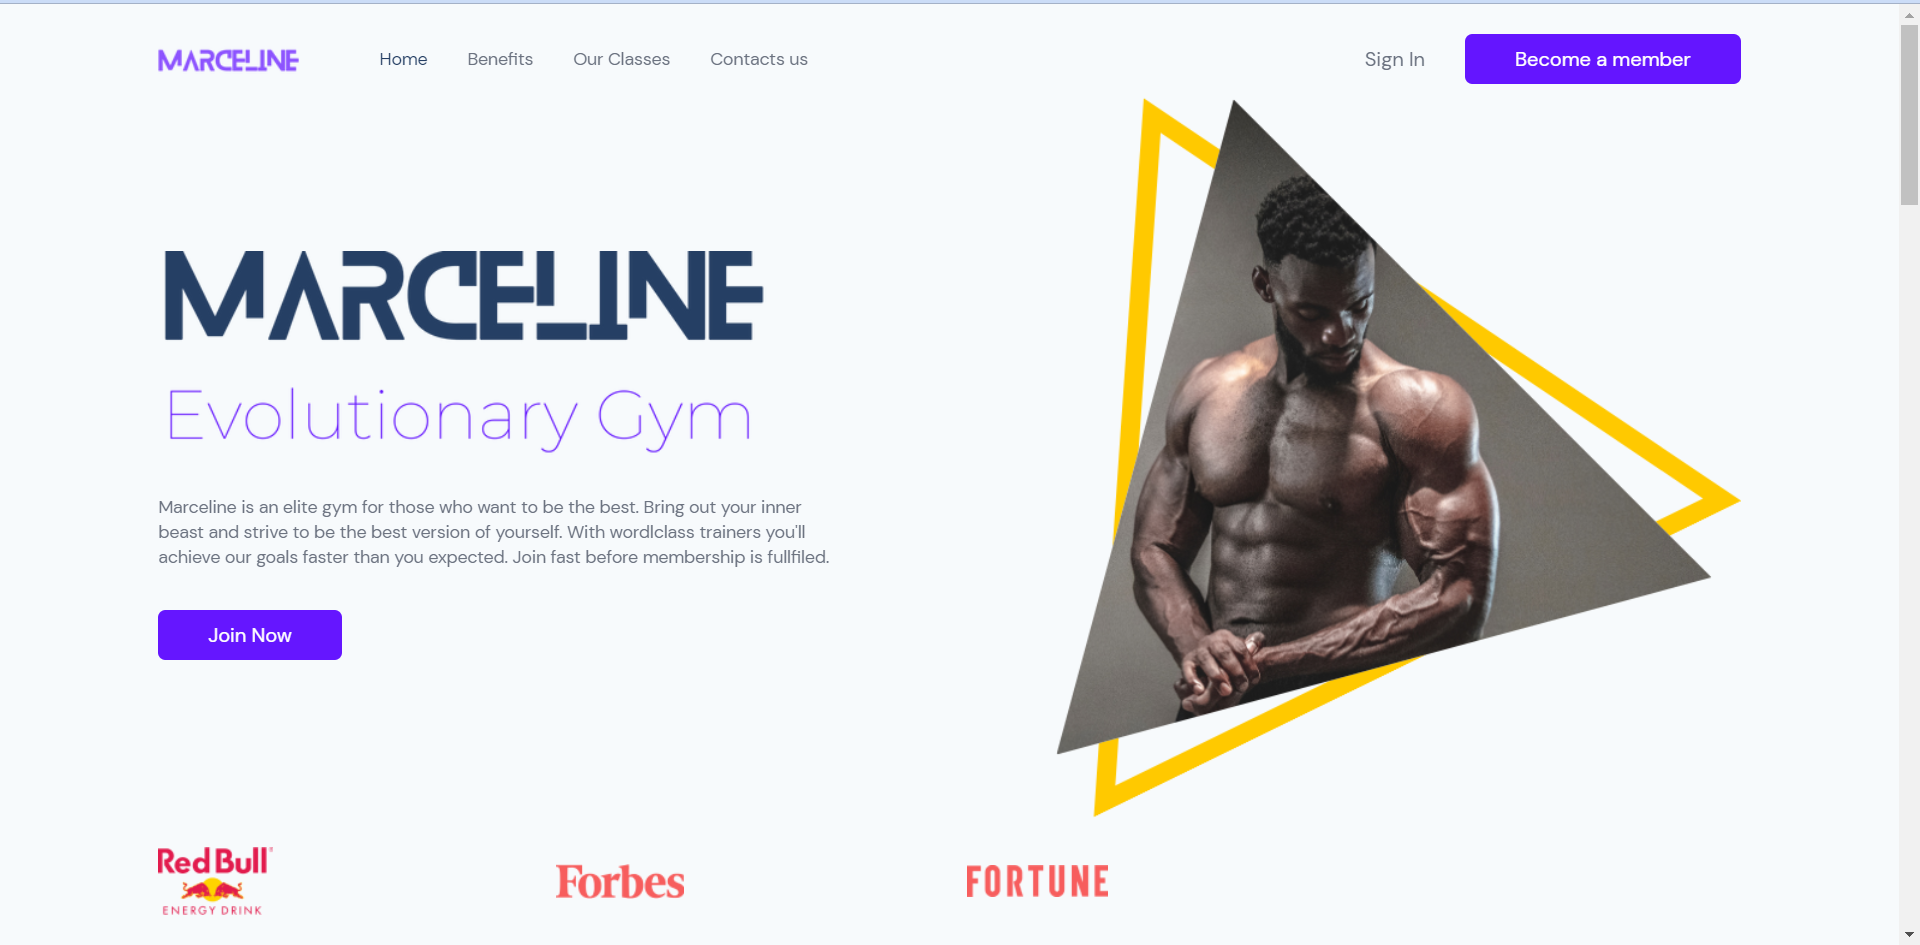 MARCELINE
Home
Benefits
Our Classes
Contacts us
Sign In
Become a member
MARCELINE
Evolutionary Gym
Marceline is an elite gym for those who want to be the best. Bring out your inner
beast and strive to be the best version of yourself. With wordlclass trainers you'll
achieve our goals faster than you expected. Join fast before membership is fullfiled.
Join Now
Red Bull
ENERGY DRINK
Forbes
FORTUNE